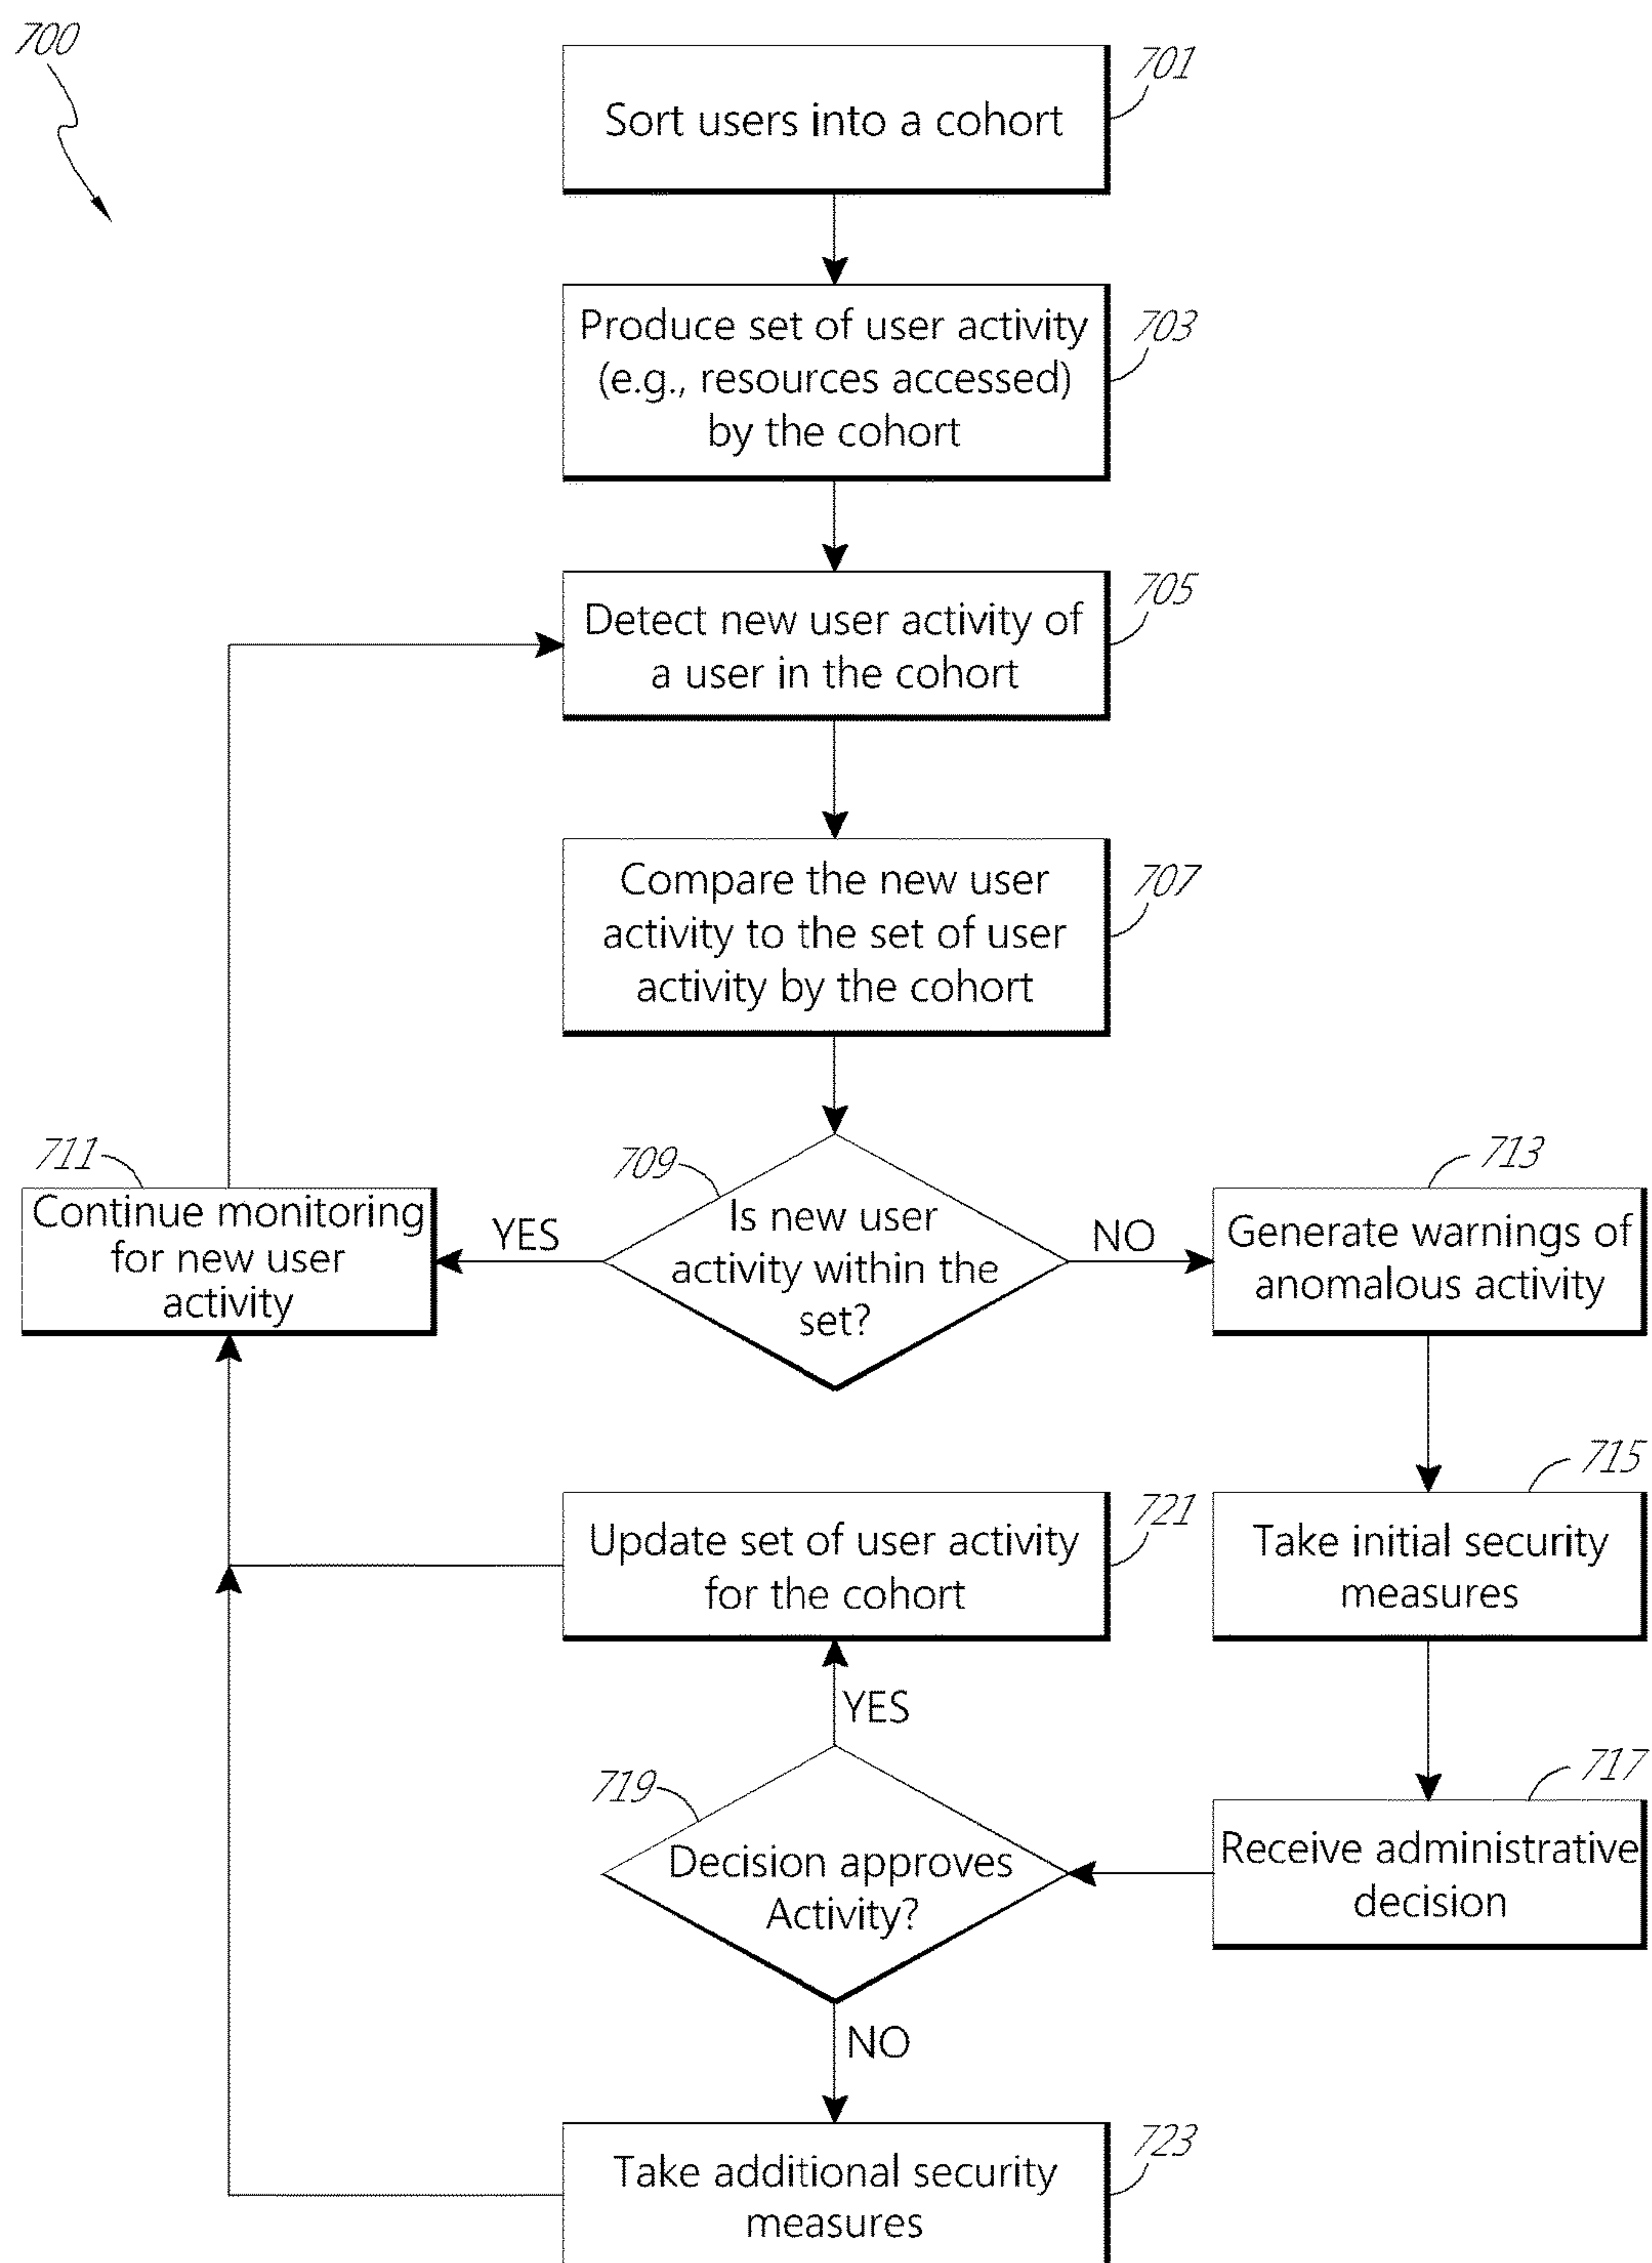 700
701
Sort users into a cohort
703
Produce set of user activity
(e.g., resources accessed)
by the cohort
705
Detect new user activity of
a user in the cohort
707
Compare the new user
activity to the set of user
activity by the cohort
709
Is new user
activity within the
set?
YES
NO
711
Continue monitoring
for new user
activity
713
Generate warnings of
anomalous activity
715
Take initial security
measures
717
Receive administrative
decision
719
Decision approves
Activity?
YES
NO
721
Update set of user activity
for the cohort
723
Take additional security
measures